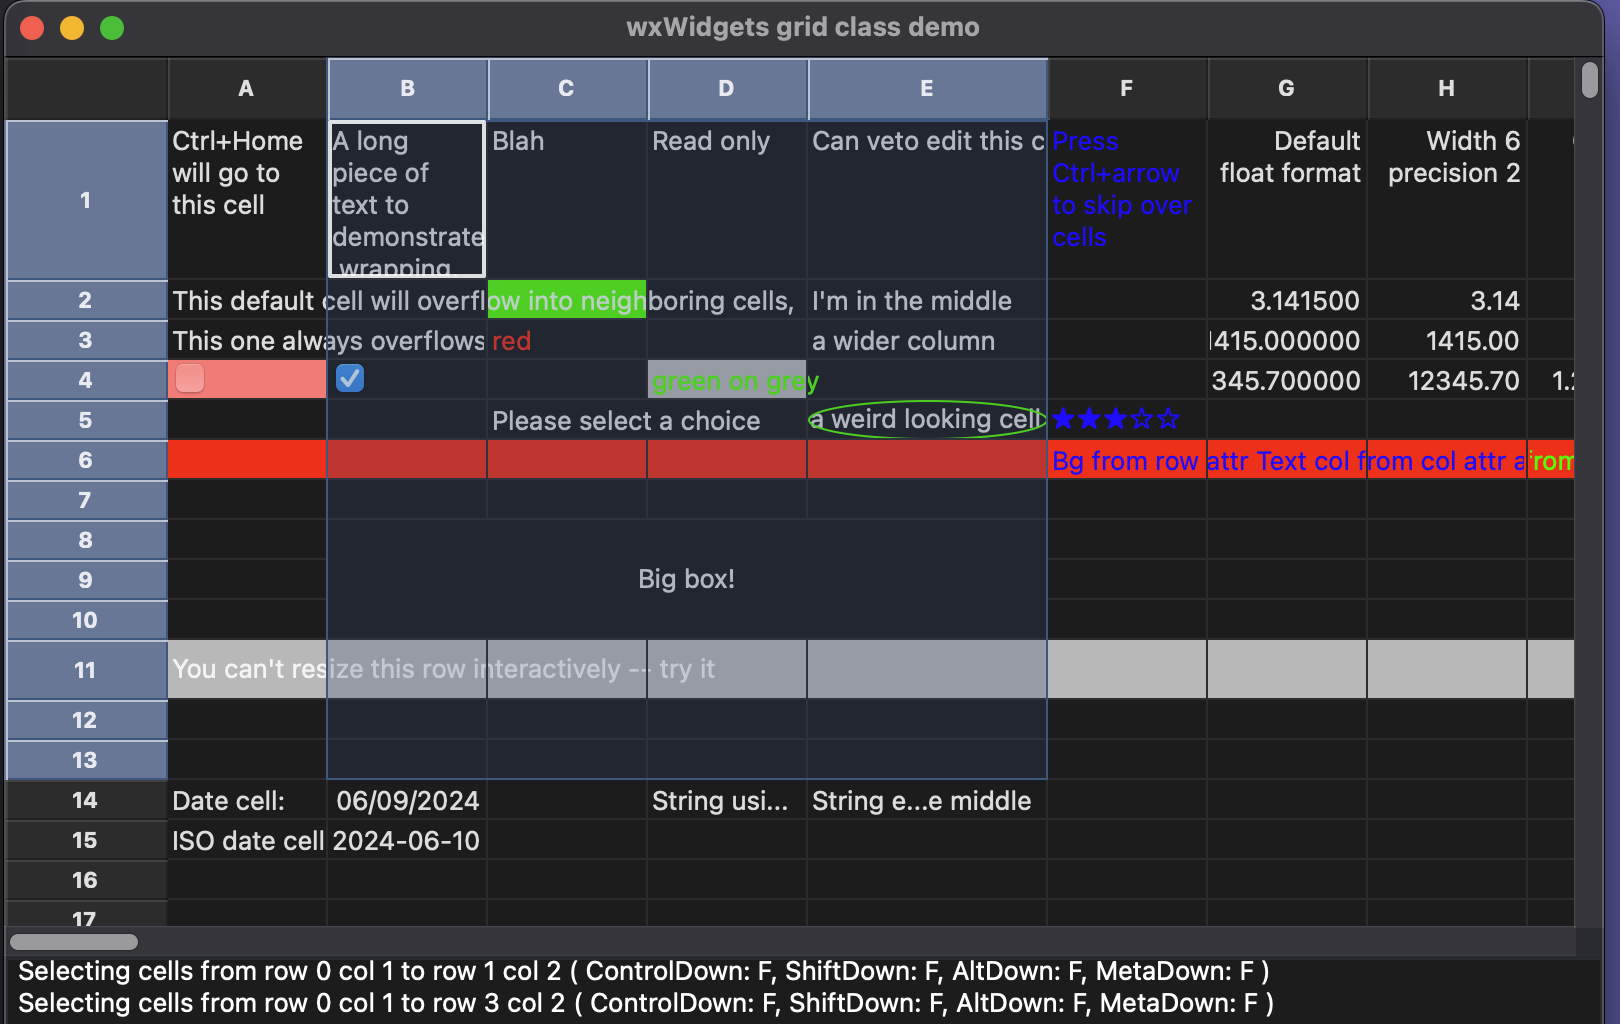 wxWidgets grid class demo
A B C D E F G H
1
Ctrl+Home
will go to
this cell
A long
piece of
text to
demonstrate
wrapping.
Blah
Read only
Can veto edit this c
Press
Ctrl+arrow
to skip over
cells
Default
float format
Width 6
precision 2
2 This default cell will overflow into neighboring cells, I'm in the middle 3.141500 3.14
3 This one always overflows red a wider column 1415.000000 1415.00
4 green on grey 345.700000 12345.70 1.2
5 Please select a choice a weird looking cell ★★★☆☆
6 Bg from row attr Text col from col attr a from
7
8
9 Big box!
10
11 You can't resize this row interactively -- try it
12
13
14 Date cell: 06/09/2024 String usi... String e...e middle
15 ISO date cell 2024-06-10
16
17
Selecting cells from row 0 col 1 to row 1 col 2 ( ControlDown: F, ShiftDown: F, AltDown: F, MetaDown: F )
Selecting cells from row 0 col 1 to row 3 col 2 ( ControlDown: F, ShiftDown: F, AltDown: F, MetaDown: F )